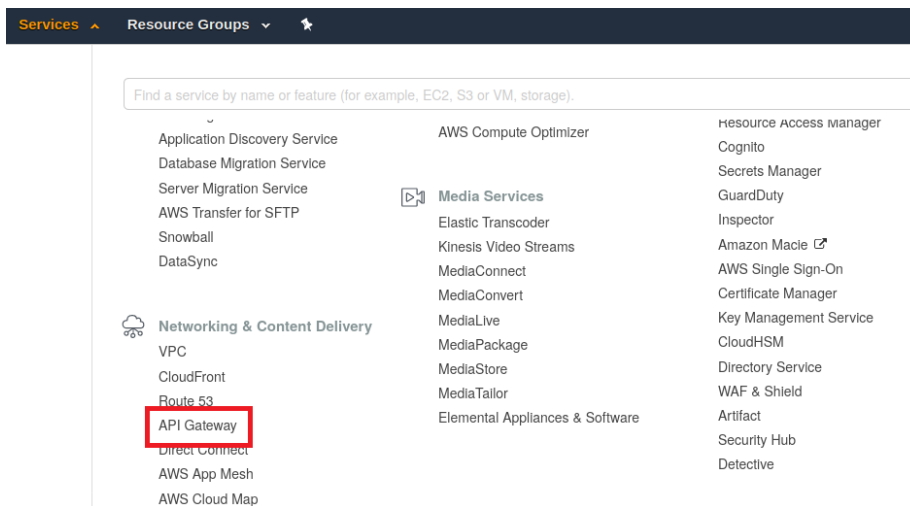 Services
Resource Groups
Find a service by name or feature (for example, EC2, S3 or VM, storage).
Application Discovery Service
Database Migration Service
Server Migration Service
AWS Transfer for SFTP
Snowball
DataSync
Networking & Content Delivery
VPC
CloudFront
Route 53
API Gateway
Direct Connect
AWS App Mesh
AWS Cloud Map
AWS Compute Optimizer
Media Services
Elastic Transcoder
Kinesis Video Streams
MediaConnect
MediaConvert
MediaLive
MediaPackage
MediaStore
MediaTailor
Elemental Appliances & Software
Resource Access Manager
Cognito
Secrets Manager
GuardDuty
Inspector
Amazon Macie
AWS Single Sign-On
Certificate Manager
Key Management Service
CloudHSM
Directory Service
WAF & Shield
Artifact
Security Hub
Detective